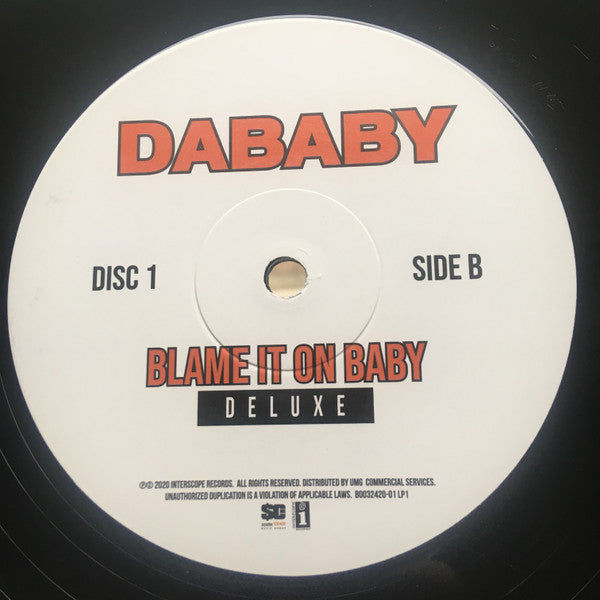 DABABY
DISC 1
SIDE B
BLAME IT ON BABY
DELUXE
℗© 2020 INTERSCOPE RECORDS. ALL RIGHTS RESERVED. DISTRIBUTED BY UMG COMMERCIAL SERVICES.
UNAUTHORIZED DUPLICATION IS A VIOLATION OF APPLICABLE LAWS. B0032420-01 LP1
SC
i